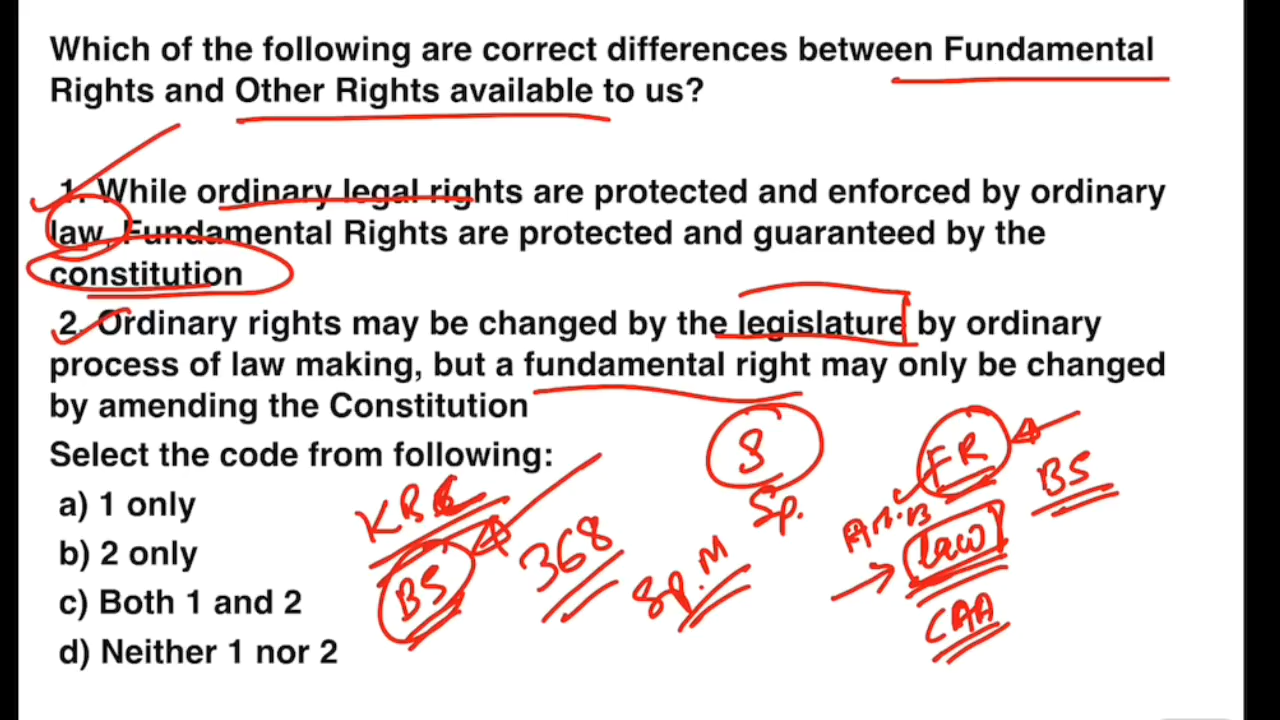 Which of the following are correct differences between Fundamental
Rights and Other Rights available to us?
1. While ordinary legal rights are protected and enforced by ordinary
law, Fundamental Rights are protected and guaranteed by the
constitution
2. Ordinary rights may be changed by the legislature by ordinary
process of law making, but a fundamental right may only be changed
by amending the Constitution
Select the code from following:
a) 1 only
b) 2 only
c) Both 1 and 2
d) Neither 1 nor 2
BS
368
Sp. M
8
Sp.
FR
BS
law
CAA